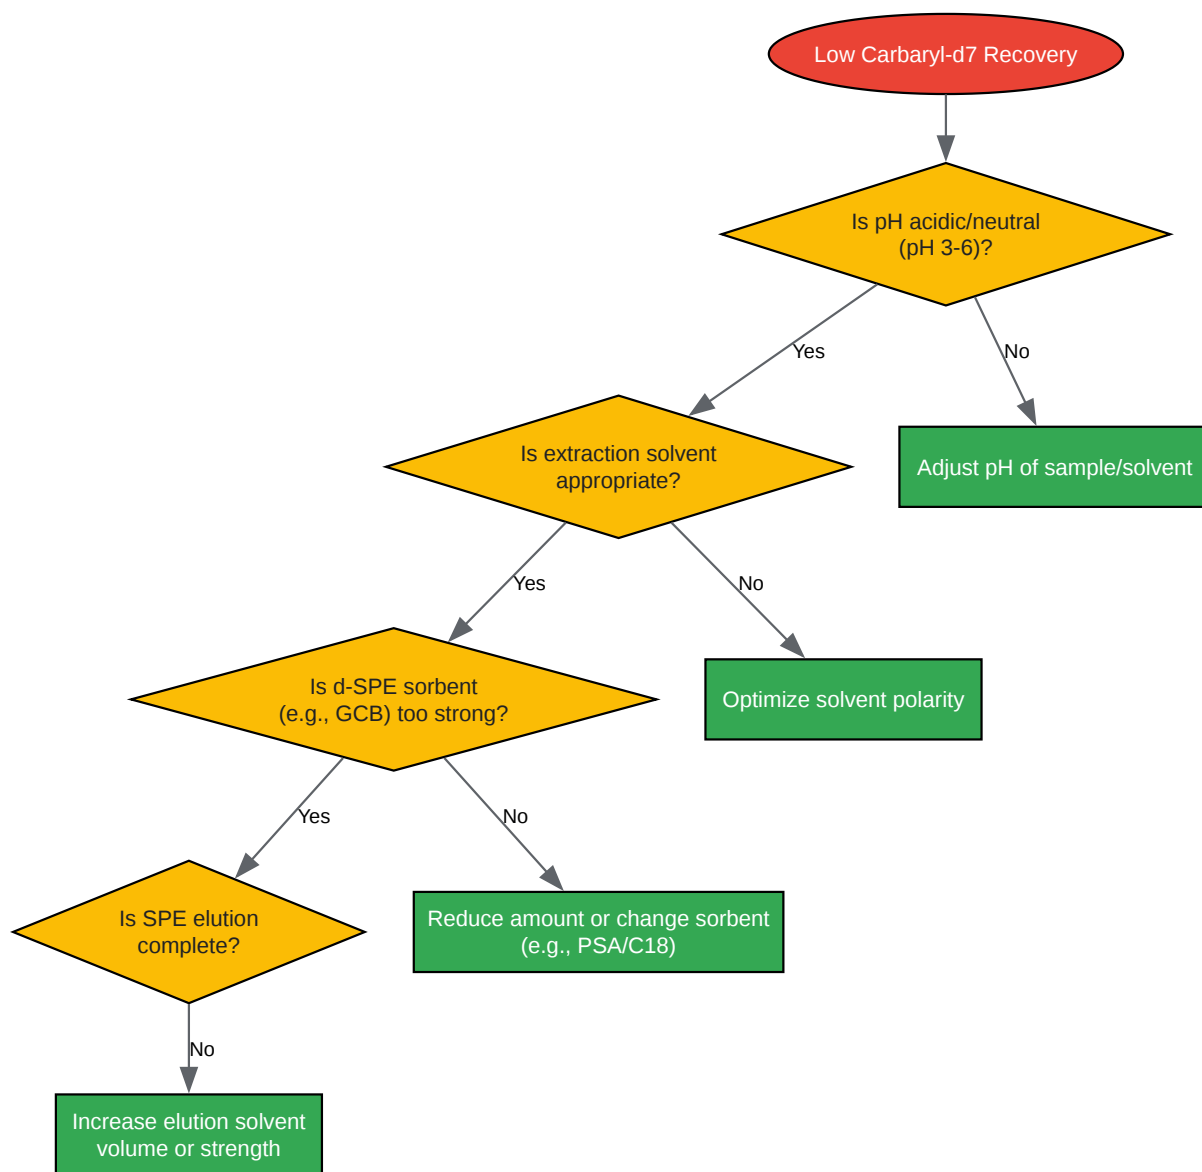 Low Carbaryl-d7 Recovery
Is pH acidic/neutral
(pH 3-6)?
Yes
No
Is extraction solvent
appropriate?
Adjust pH of sample/solvent
Yes
No
Is d-SPE sorbent
(e.g., GCB) too strong?
Optimize solvent polarity
Yes
No
Is SPE elution
complete?
Reduce amount or change sorbent
(e.g., PSA/C18)
No
Increase elution solvent
volume or strength